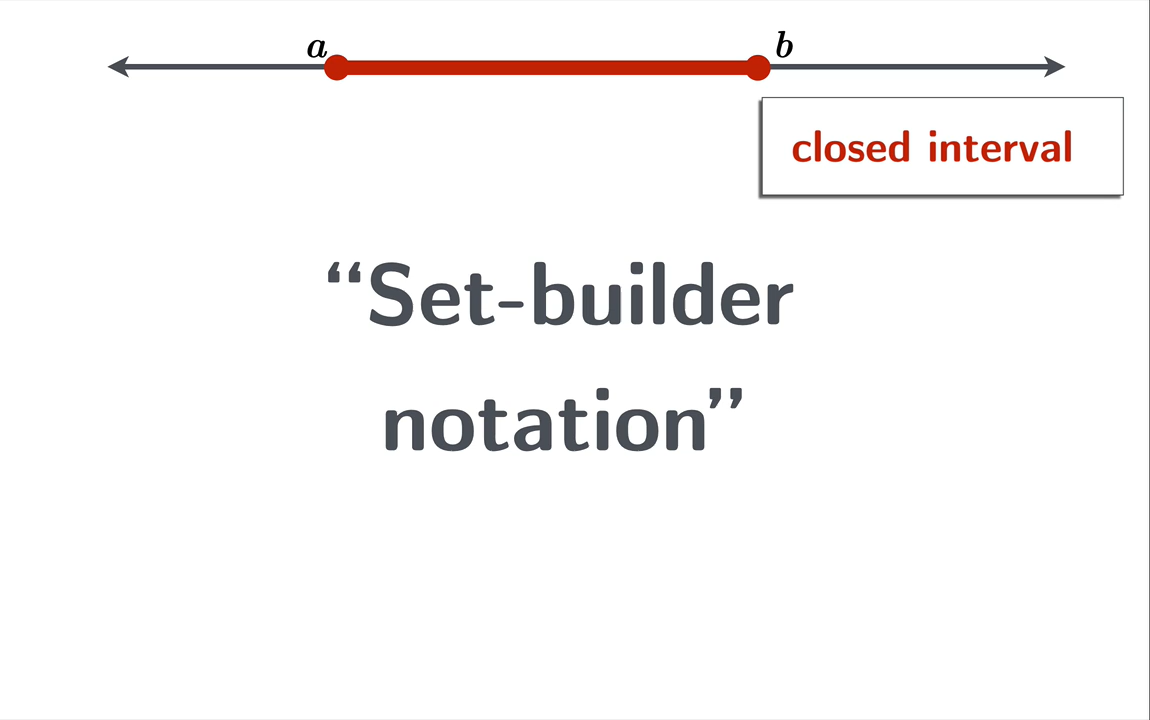 a b
closed interval
“Set-builder
notation”